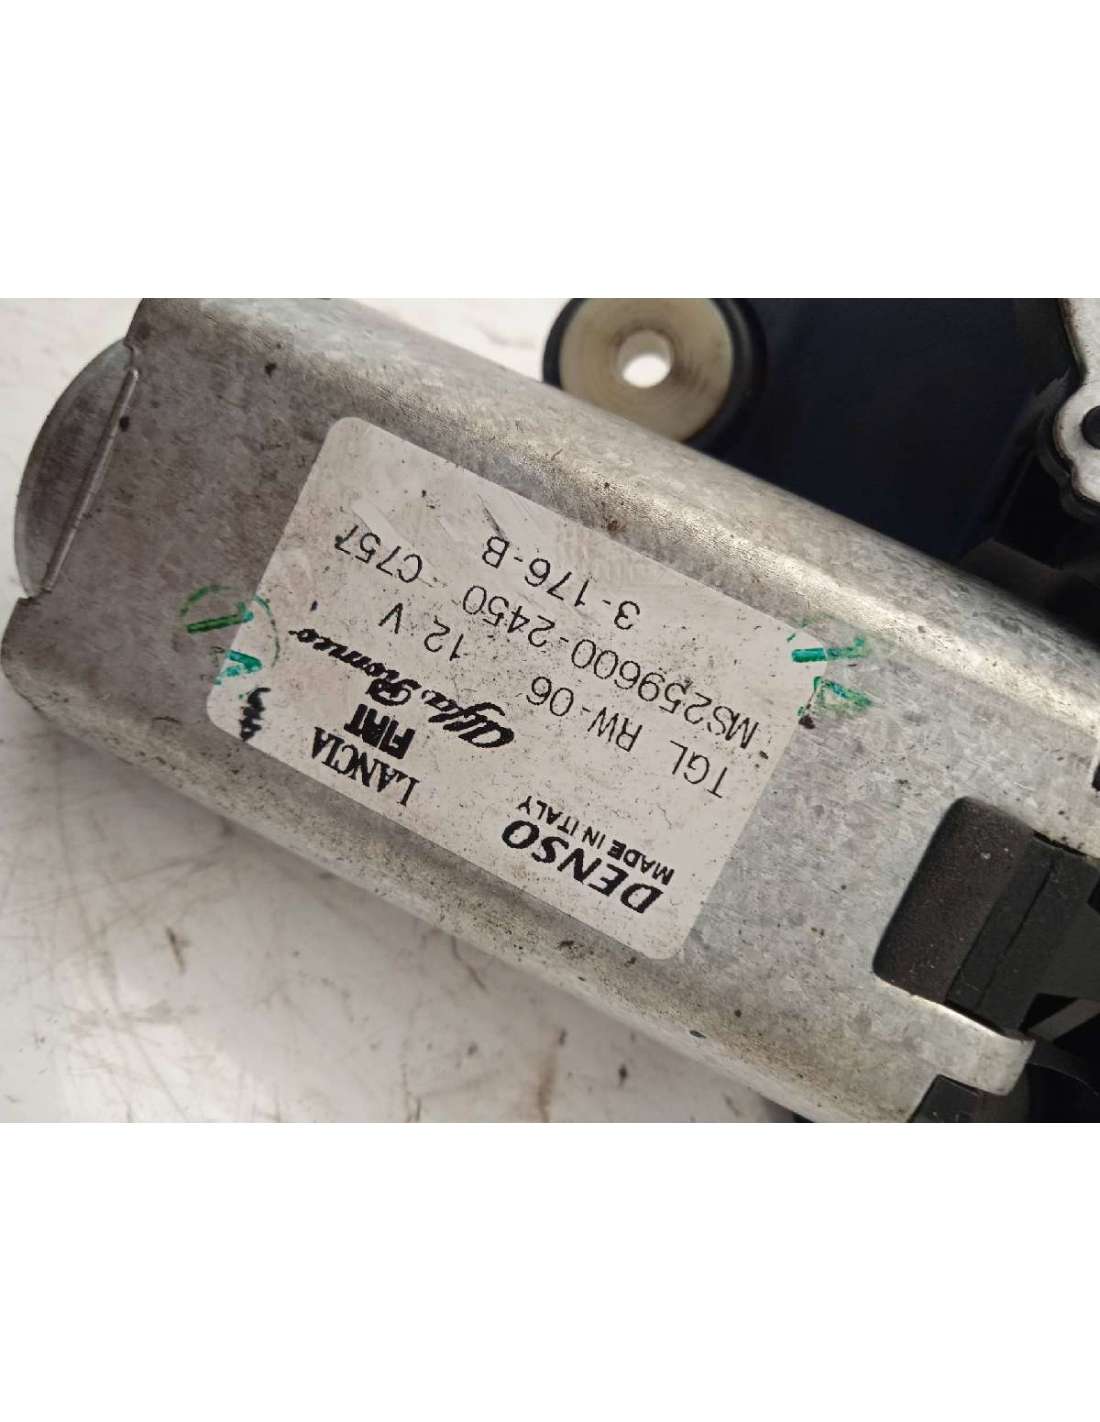 DENSO
MADE IN ITALY
LANCIA
FIAT
Alfa Romeo
TGL RW-06 12 V
MS259600-2450 C757
3-176-B